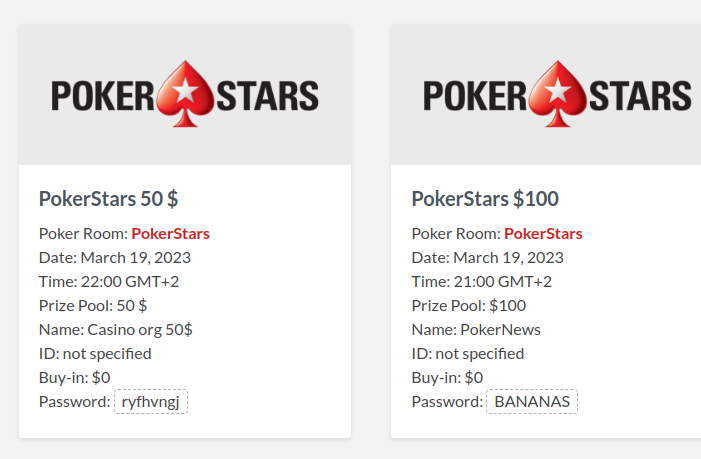 POKER STARS
PokerStars 50 $
Poker Room: PokerStars
Date: March 19, 2023
Time: 22:00 GMT+2
Prize Pool: 50 $
Name: Casino org 50$
ID: not specified
Buy-in: $0
Password: ryfhvngj
POKER STARS
PokerStars $100
Poker Room: PokerStars
Date: March 19, 2023
Time: 21:00 GMT+2
Prize Pool: $100
Name: PokerNews
ID: not specified
Buy-in: $0
Password: BANANAS